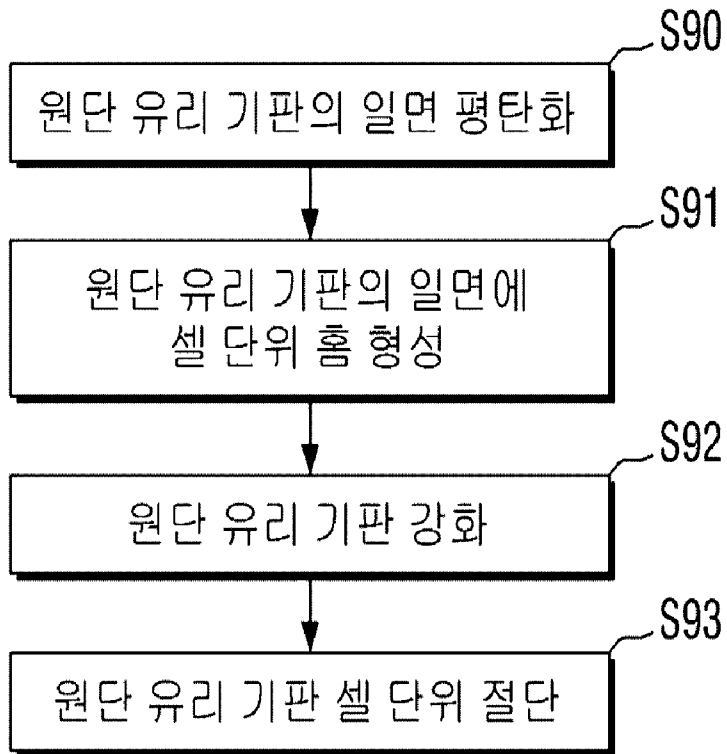 S90
원단 유리 기판의 일면 평탄화
S91
원단 유리 기판의 일면에
셀 단위 홈 형성
S92
원단 유리 기판 강화
S93
원단 유리 기판 셀 단위 절단